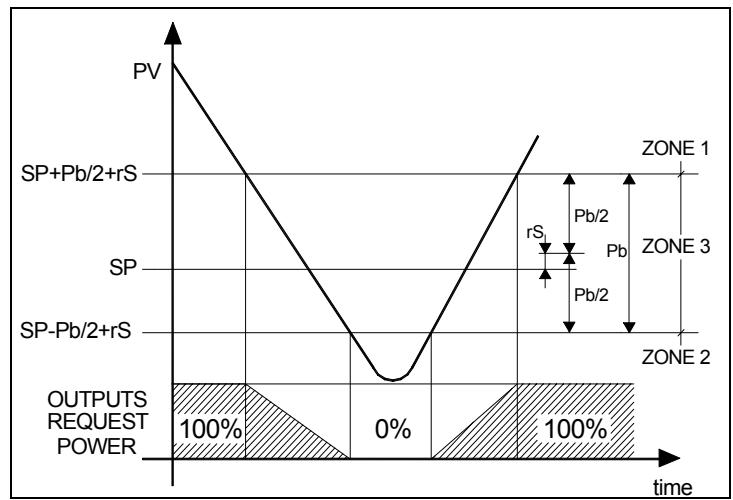 PV
ZONE 1
SP+Pb/2+rS
Pb/2
rS
Pb
ZONE 3
SP
Pb/2
SP-Pb/2+rS
ZONE 2
OUTPUTS
REQUEST
POWER
100%
0%
100%
time